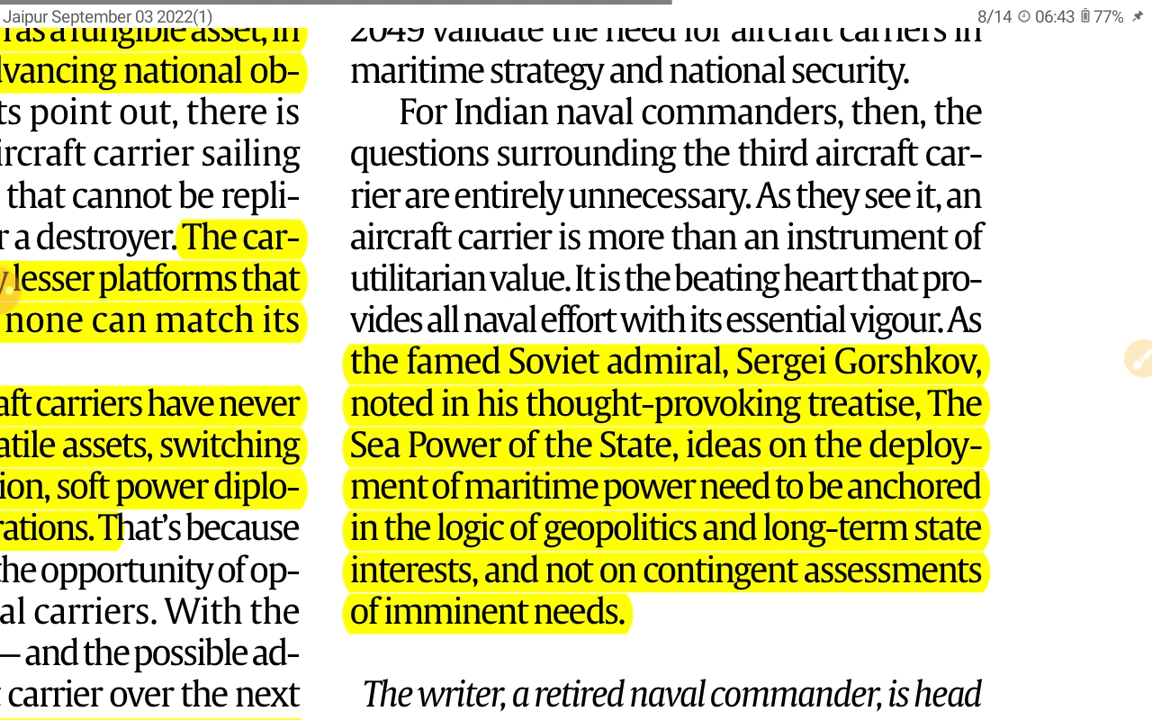 Jaipur September 03 2022(1)
8/14 06:43 77%
as a fungible asset, in
dvancing national ob-
ts point out, there is
ircraft carrier sailing
that cannot be repli-
r a destroyer. The car-
y lesser platforms that
none can match its
aft carriers have never
atile assets, switching
ion, soft power diplo-
rations. That's because
the opportunity of op-
al carriers. With the
— and the possible ad-
t carrier over the next
2049 validate the need for aircraft carriers in
maritime strategy and national security.
For Indian naval commanders, then, the
questions surrounding the third aircraft car-
rier are entirely unnecessary. As they see it, an
aircraft carrier is more than an instrument of
utilitarian value. It is the beating heart that pro-
vides all naval effort with its essential vigour. As
the famed Soviet admiral, Sergei Gorshkov,
noted in his thought-provoking treatise, The
Sea Power of the State, ideas on the deploy-
ment of maritime power need to be anchored
in the logic of geopolitics and long-term state
interests, and not on contingent assessments
of imminent needs.
The writer, a retired naval commander, is head